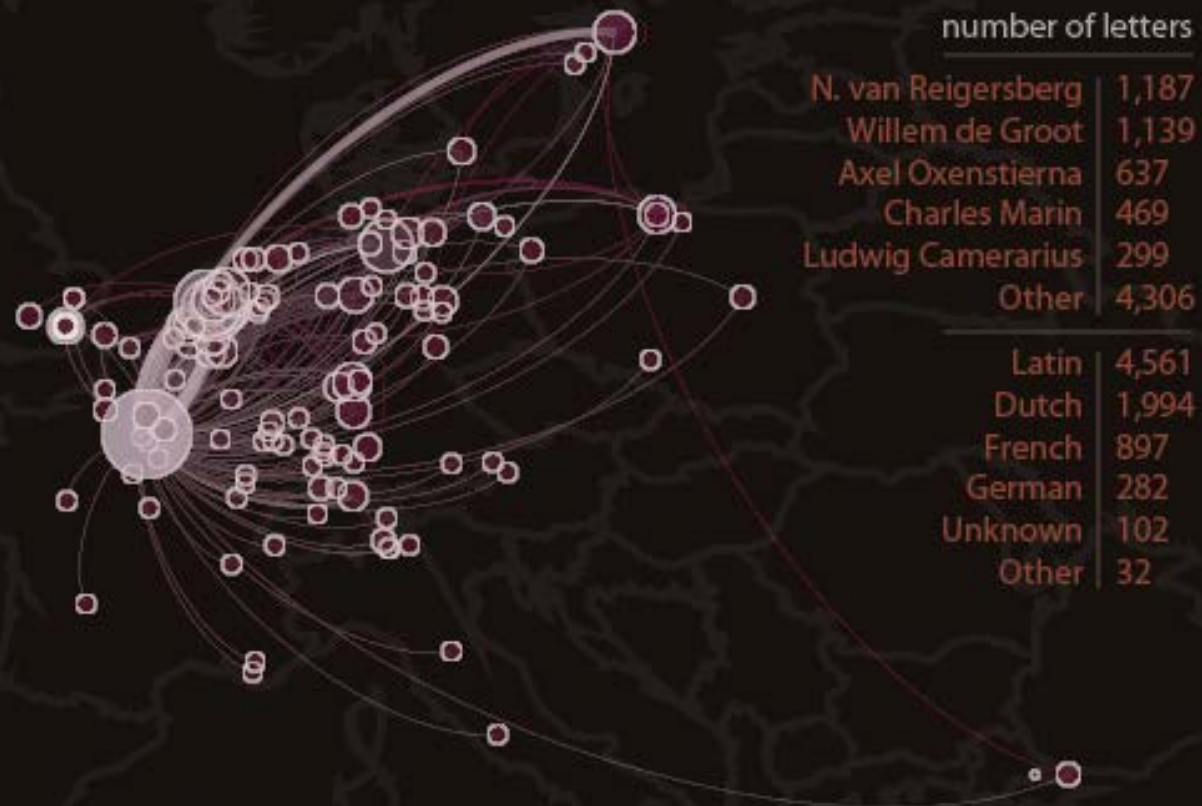 number of letters
N. van Reigersberg 1,187
Willem de Groot 1,139
Axel Oxenstierna 637
Charles Marin 469
Ludwig Camerarius 299
Other 4,306
Latin 4,561
Dutch 1,994
French 897
German 282
Unknown 102
Other 32